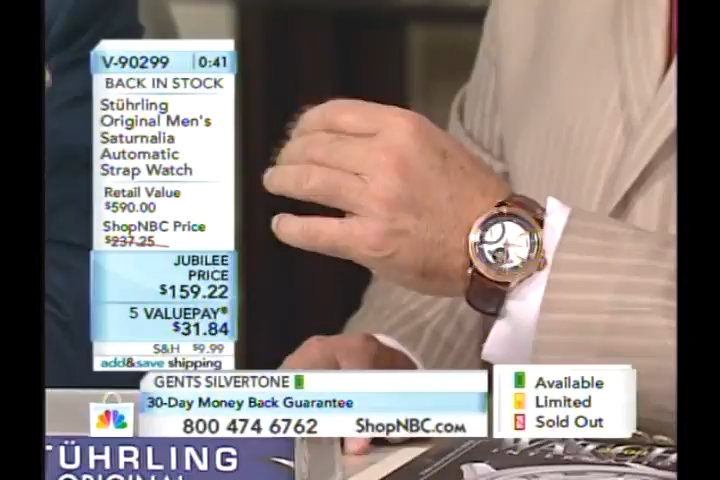 V-90299 0:41
BACK IN STOCK
Stührling
Original Men's
Saturnalia
Automatic
Strap Watch
Retail Value
$590.00
ShopNBC Price
$237.25
JUBILEE
PRICE
$159.22
5 VALUEPAY®
$31.84
S&H $9.99
add&save shipping
GENTS SILVERTONE
30-Day Money Back Guarantee
800 474 6762 ShopNBC.com
Available
Limited
Sold Out
TÜHRLING
ORIGINAL